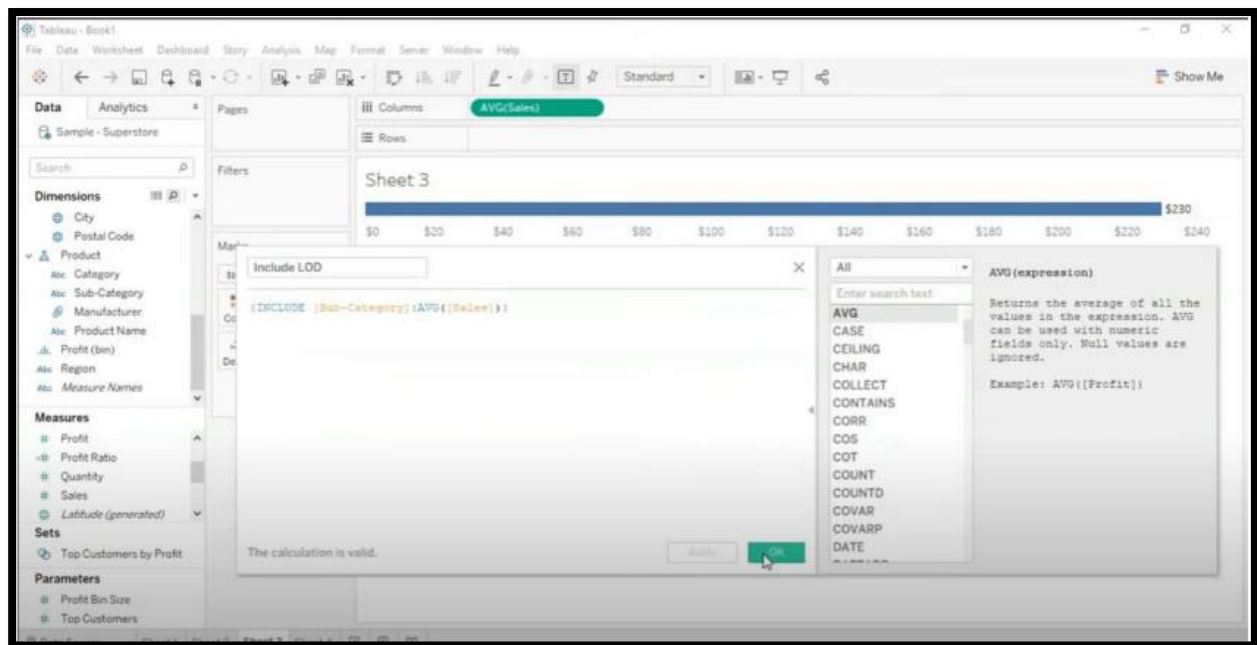 Tableau - Book1
File Data Worksheet Dashboard Story Analysis Map Format Server Window Help
Standard
Show Me
Data Analytics
Pages
Columns AVG(Sales)
Sample - Superstore
Rows
Search
Filters
Sheet 3
Dimensions
$230
City
Postal Code
$0 $20 $40 $60 $80 $100 $120 $140 $160 $180 $200 $220 $240
Product
Category
Sub-Category
Manufacturer
Product Name
Profit (bin)
Region
Measure Names
Measures
Profit
Profit Ratio
Quantity
Sales
Latitude (generated)
Sets
Top Customers by Profit
Parameters
Profit Bin Size
Top Customers
Include LOD
{INCLUDE [Sub-Category]:AVG([Sales])}
The calculation is valid.
Apply OK
All
Enter search text
AVG
CASE
CEILING
CHAR
COLLECT
CONTAINS
CORR
COS
COT
COUNT
COUNTD
COVAR
COVARP
DATE
AVG(expression)
Returns the average of all the
values in the expression. AVG
can be used with numeric
fields only. Null values are
ignored.
Example: AVG([Profit])
Sheet 3